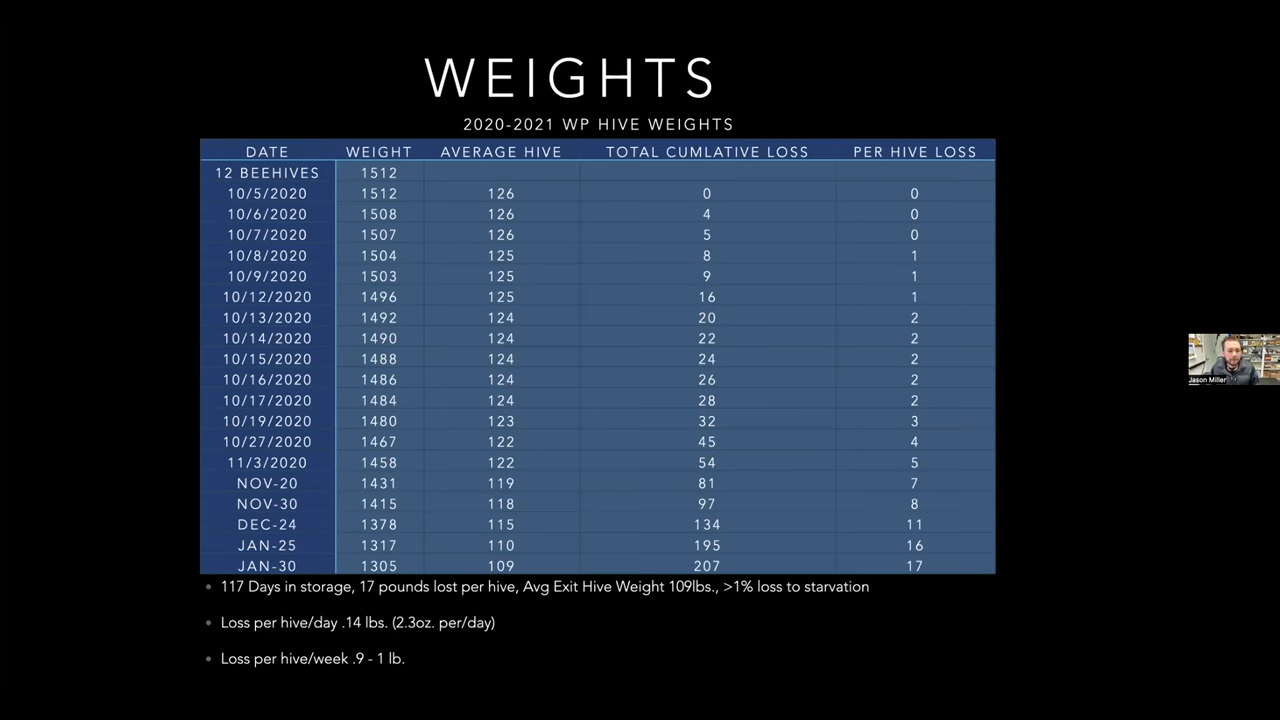 WEIGHTS
2020-2021 WP HIVE WEIGHTS
DATE WEIGHT AVERAGE HIVE TOTAL CUMLATIVE LOSS PER HIVE LOSS
12 BEEHIVES 1512
10/5/2020 1512 126 0 0
10/6/2020 1508 126 4 0
10/7/2020 1507 126 5 0
10/8/2020 1504 125 8 1
10/9/2020 1503 125 9 1
10/12/2020 1496 125 16 1
10/13/2020 1492 124 20 2
10/14/2020 1490 124 22 2
10/15/2020 1488 124 24 2
10/16/2020 1486 124 26 2
10/17/2020 1484 124 28 2
10/19/2020 1480 123 32 3
10/27/2020 1467 122 45 4
11/3/2020 1458 122 54 5
NOV-20 1431 119 81 7
NOV-30 1415 118 97 8
DEC-24 1378 115 134 11
JAN-25 1317 110 195 16
JAN-30 1305 109 207 17
• 117 Days in storage, 17 pounds lost per hive, Avg Exit Hive Weight 109lbs., >1% loss to starvation
• Loss per hive/day .14 lbs. (2.3oz. per/day)
• Loss per hive/week .9 - 1 lb.
Jason Miller